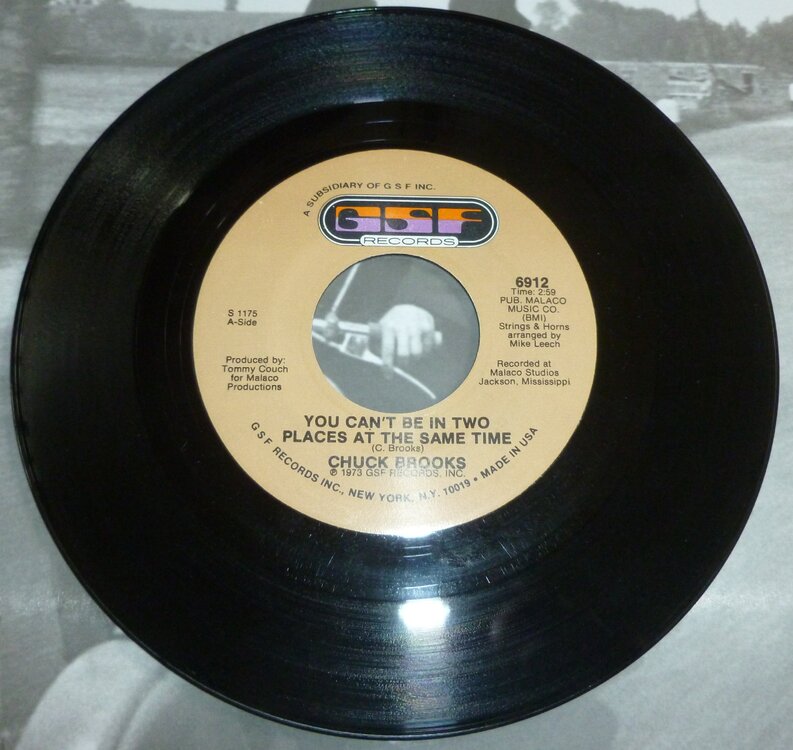 A SUBSIDIARY OF G S F INC.
GSF
RECORDS
S 1175
A-Side
Produced by:
Tommy Couch
for Malaco
Productions
6912
Time: 2:59
PUB. MALACO
MUSIC CO.
(BMI)
Strings & Horns
arranged by
Mike Leech
Recorded at
Malaco Studios
Jackson, Mississippi
YOU CAN'T BE IN TWO
PLACES AT THE SAME TIME
(C. Brooks)
CHUCK BROOKS
℗ 1973 GSF RECORDS, INC.
G S F RECORDS INC., NEW YORK, N.Y. 10019 • MADE IN USA